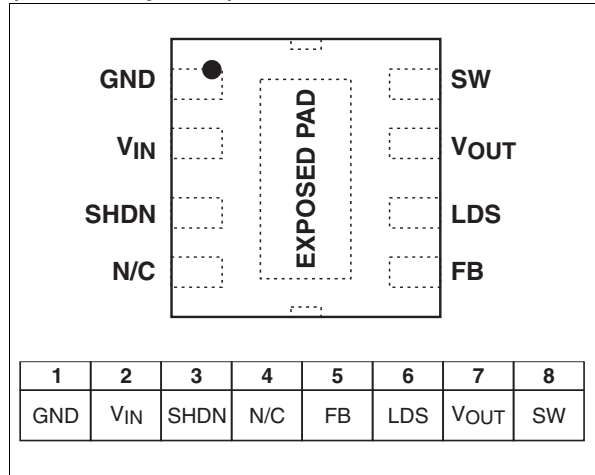 GND SW
VIN VOUT
EXPOSED PAD
SHDN LDS
N/C FB
1 2 3 4 5 6 7 8
GND VIN SHDN N/C FB LDS VOUT SW